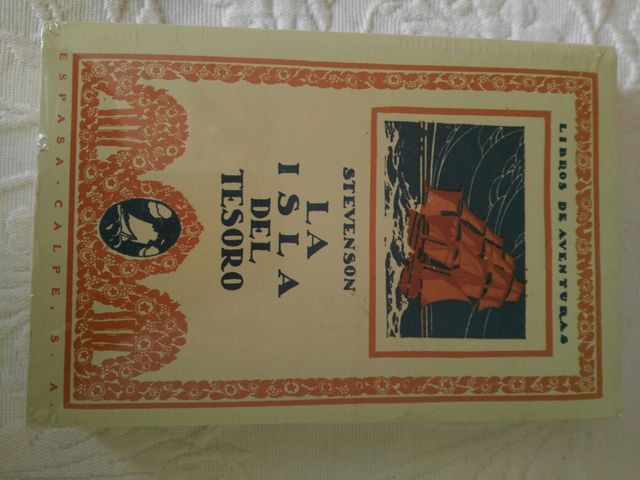 LIBROS DE AVENTURAS
STEVENSON
LA
ISLA
DEL
TESORO
ESPASA-CALPE, S. A.